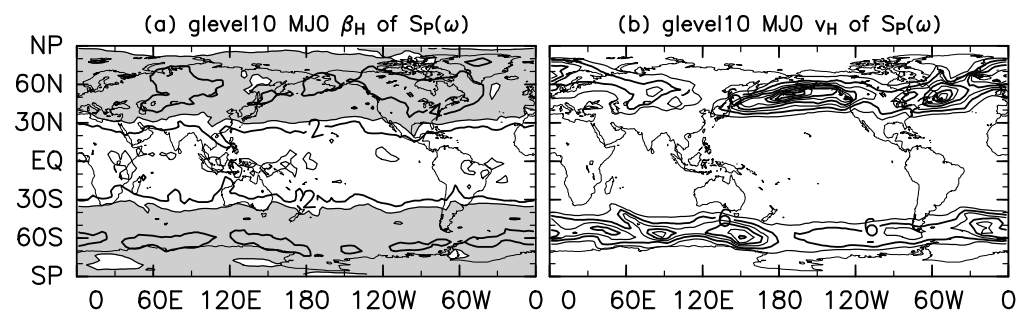 (a) glevel10 MJO βH of SP(ω)
(b) glevel10 MJO νH of SP(ω)
NP
60N
30N
EQ
30S
60S
SP
2
2
6
6
0 60E 120E 180 120W 60W 0
0 60E 120E 180 120W 60W 0